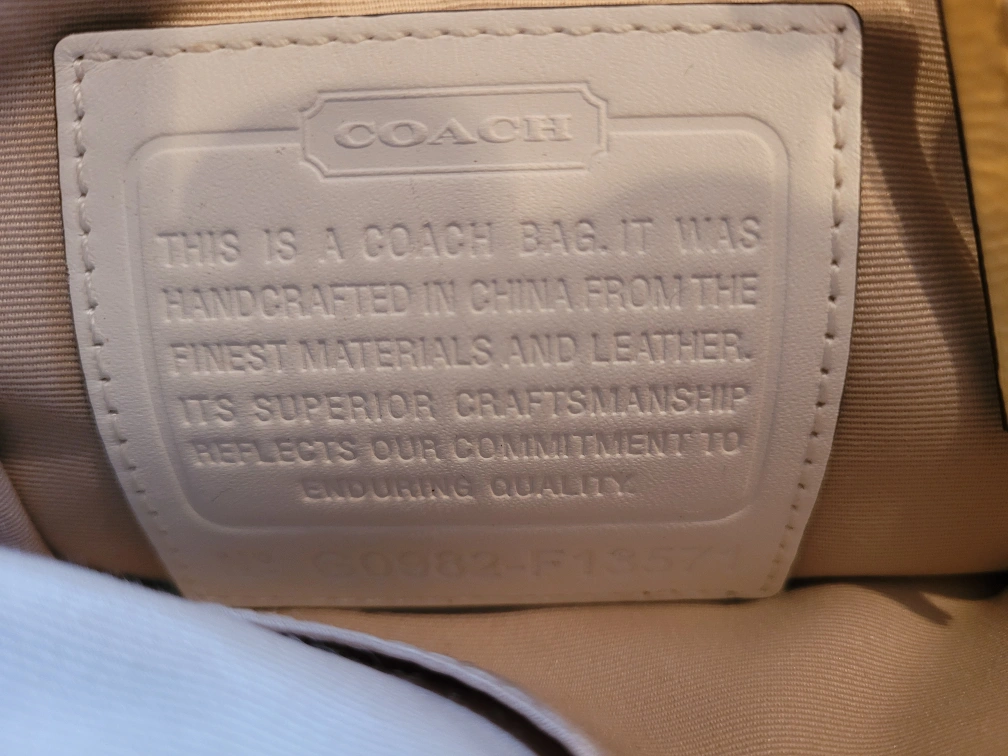 COACH
THIS IS A COACH BAG. IT WAS
HANDCRAFTED IN CHINA FROM THE
FINEST MATERIALS AND LEATHER.
ITS SUPERIOR CRAFTSMANSHIP
REFLECTS OUR COMMITMENT TO
ENDURING QUALITY.